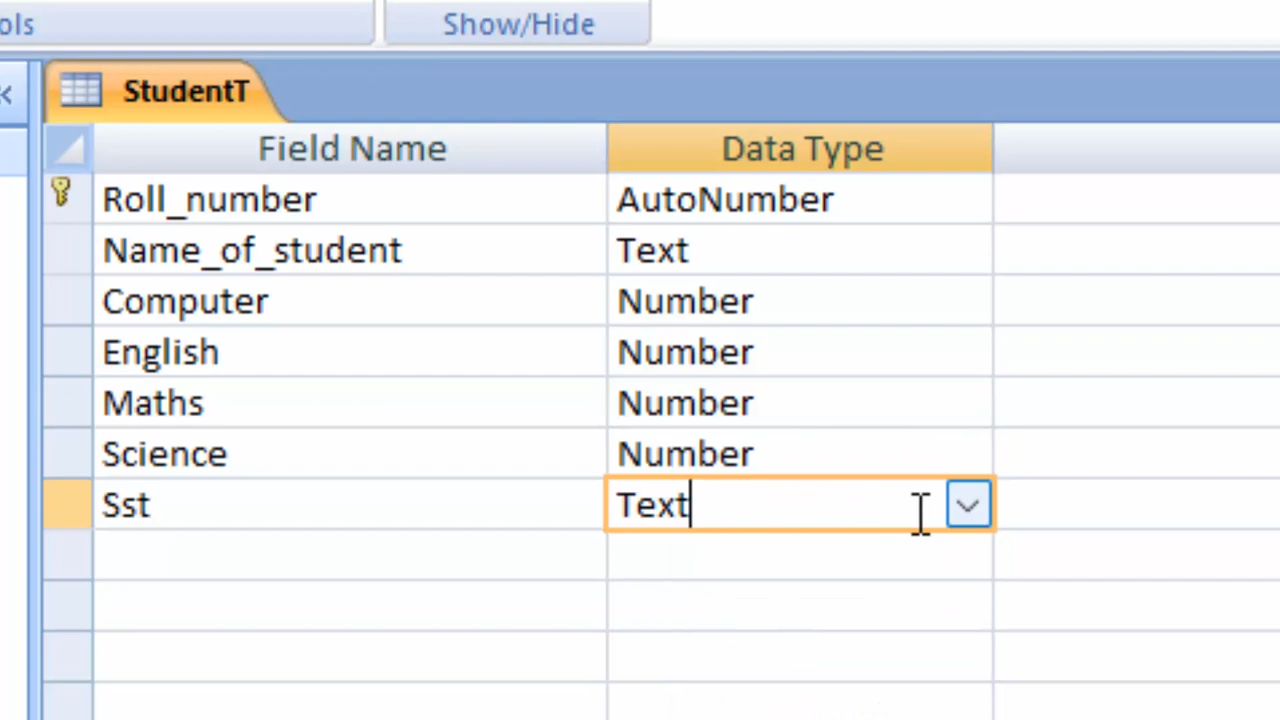 ols Show/Hide
StudentT
Field Name Data Type
Roll_number AutoNumber
Name_of_student Text
Computer Number
English Number
Maths Number
Science Number
Sst Text